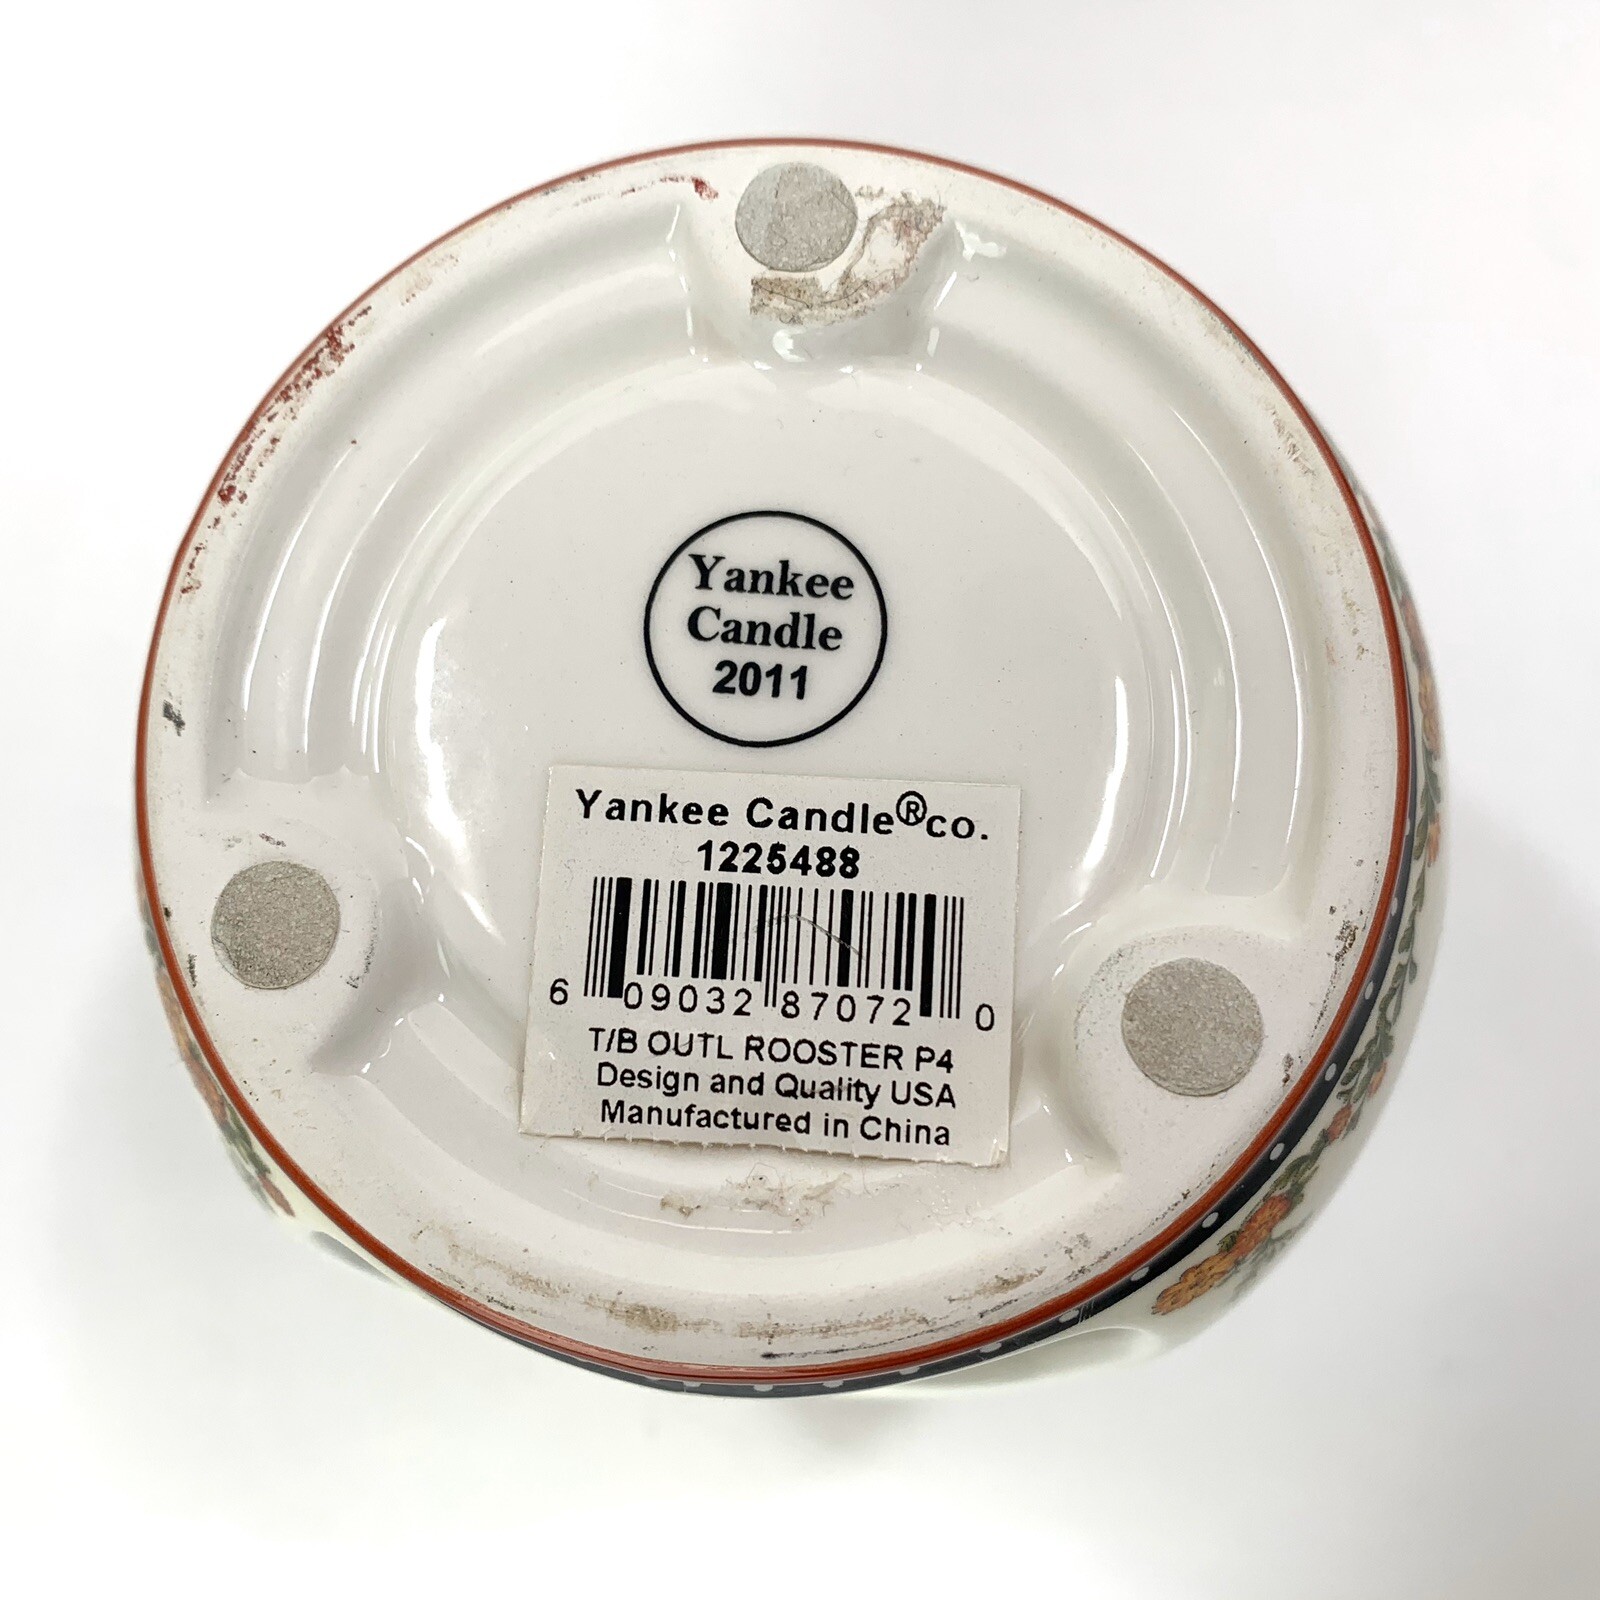 Yankee
Candle
2011
Yankee Candle®co.
1225488
6 09032 87072 0
T/B OUTL ROOSTER P4
Design and Quality USA
Manufactured in China